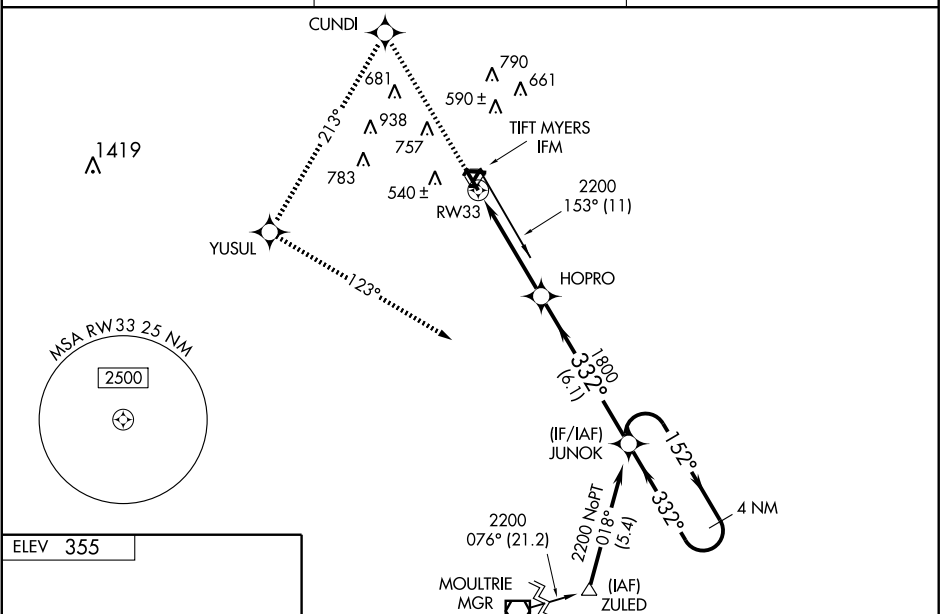 CUNDI
790
681
661
590 ±
938
TIFT MYERS
IFM
213°
757
1419
783
540 ±
2200
153° (11)
RW33
YUSUL
HOPRO
123°
MSA RW33 25 NM
2500
1800
332°
(6.1)
(IF/IAF)
JUNOK
152°
332°
4 NM
2200 NoPT
018°
(5.4)
2200
076° (21.2)
ELEV 355
MOULTRIE
MGR
(IAF)
ZULED